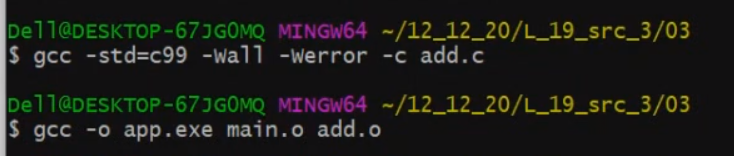 Dell@DESKTOP-67JG0MQ MINGW64 ~/12_12_20/L_19_src_3/03
$ gcc -std=c99 -Wall -Werror -c add.c
Dell@DESKTOP-67JG0MQ MINGW64 ~/12_12_20/L_19_src_3/03
$ gcc -o app.exe main.o add.o